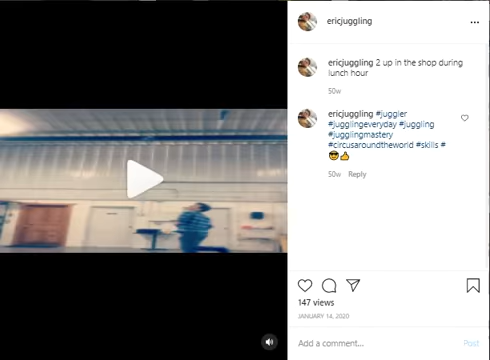 ericjuggling
ericjuggling 2 up in the shop during
lunch hour
50w
ericjuggling #juggler
#jugglingeveryday #juggling
#jugglingmastery
#circusaroundtheworld #skills #
😎👍
50w Reply
147 views
JANUARY 14, 2020
Add a comment... Post